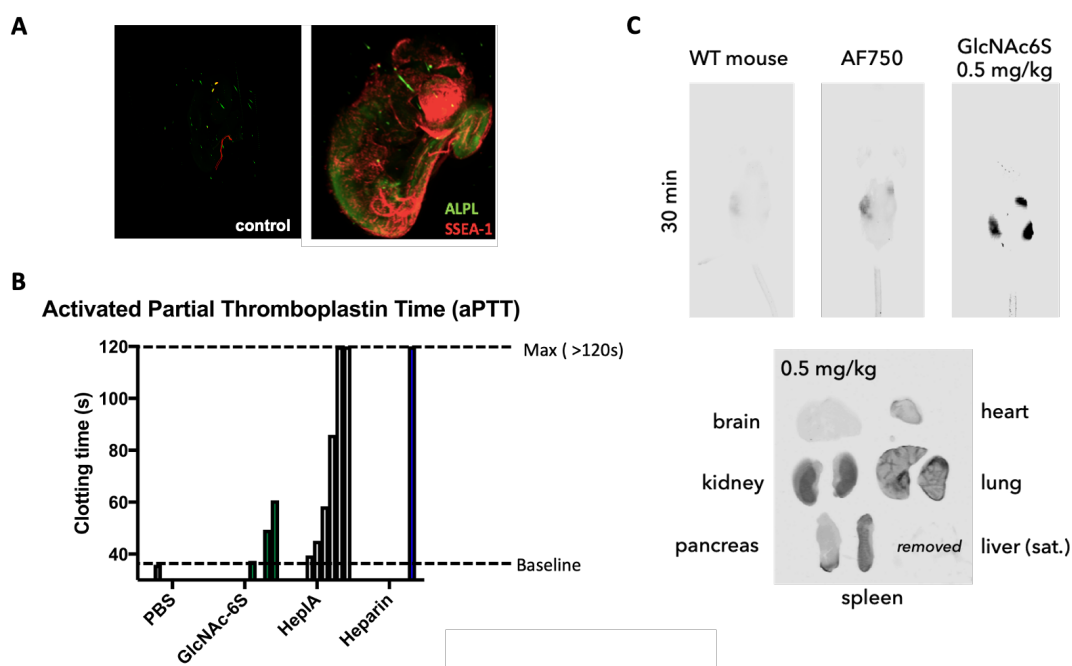 A
control
ALPL
SSEA-1
B
Activated Partial Thromboplastin Time (aPTT)
Clotting time (s)
120
100
80
60
40
Max ( >120s)
Baseline
PBS
GlcNAc-6S
HepIA
Heparin
C
WT mouse
AF750
GlcNAc6S
0.5 mg/kg
30 min
0.5 mg/kg
brain
heart
kidney
lung
pancreas
removed
liver (sat.)
spleen